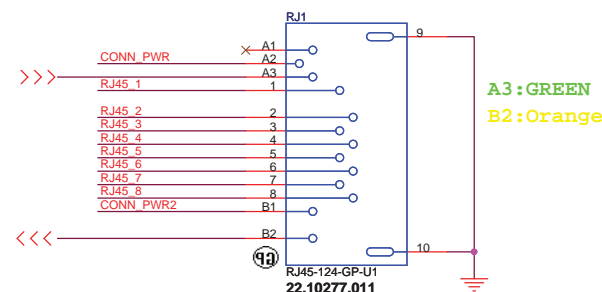 RJ1
A1
9
CONN_PWR
A2
A3
RJ45_1
1
A3:GREEN
B2:Orange
RJ45_2
2
RJ45_3
3
RJ45_4
4
RJ45_5
5
RJ45_6
6
RJ45_7
7
RJ45_8
8
CONN_PWR2
B1
B2
10
GP
RJ45-124-GP-U1
22.10277.011